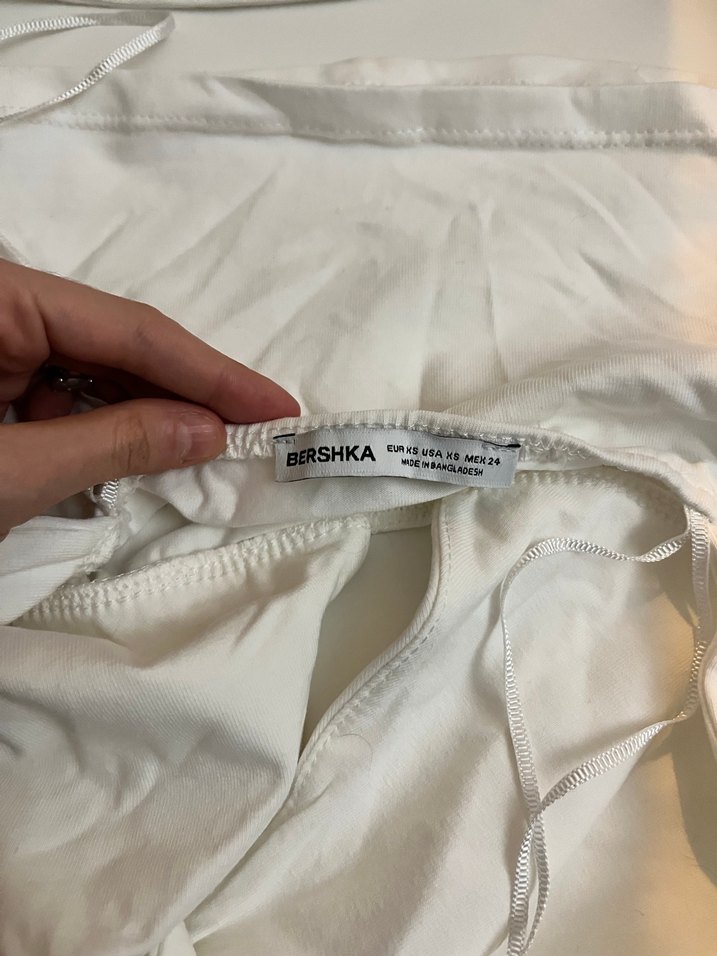 BERSHKA
EUR XS USA XS MEX 24
MADE IN BANGLADESH